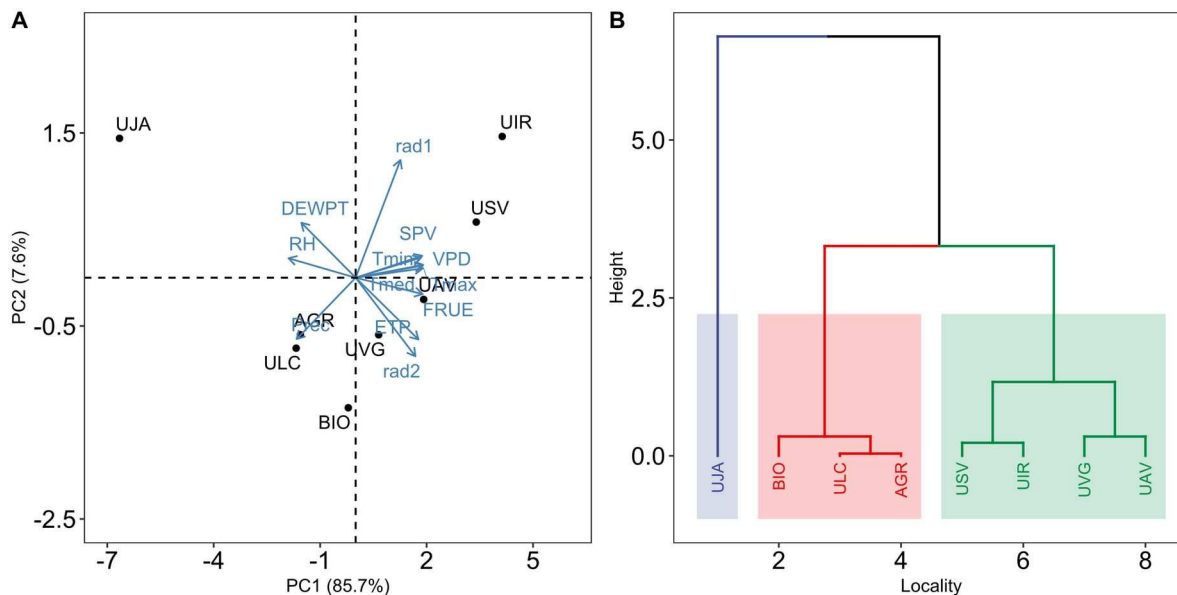 A
UJA
UIR
rad1
DEWPT
USV
RH
SPV
Tmin
VPD
Tmed
Tmax
UAV
FRUE
AGR
Prec
ETP
ULC
UVG
rad2
BIO
1.5
-0.5
-2.5
PC2 (7.6%)
-7
-4
-1
2
5
PC1 (85.7%)
B
5.0
2.5
0.0
Height
UJA
BIO
ULC
AGR
USV
UIR
UVG
UAV
2
4
6
8
Locality